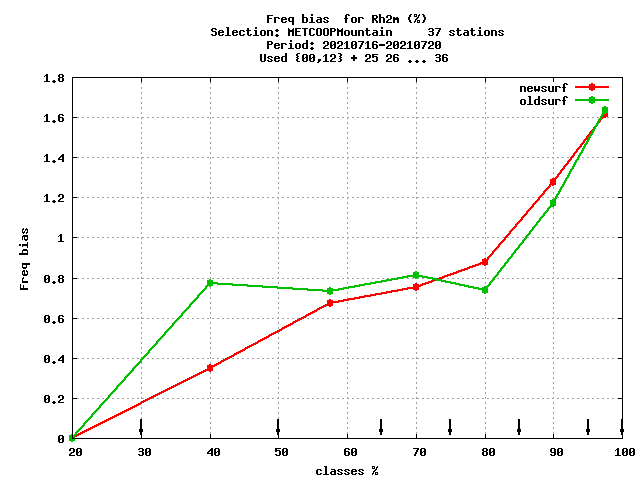 Freq bias  for Rh2m (%)
Selection: METCOOPMountain     37 stations
Period: 20210716-20210720
Used {00,12} + 25 26 ... 36
newsurf
oldsurf
1.8
1.6
1.4
1.2
1
0.8
0.6
0.4
0.2
0
Freq bias
20 30 40 50 60 70 80 90 100
classes %